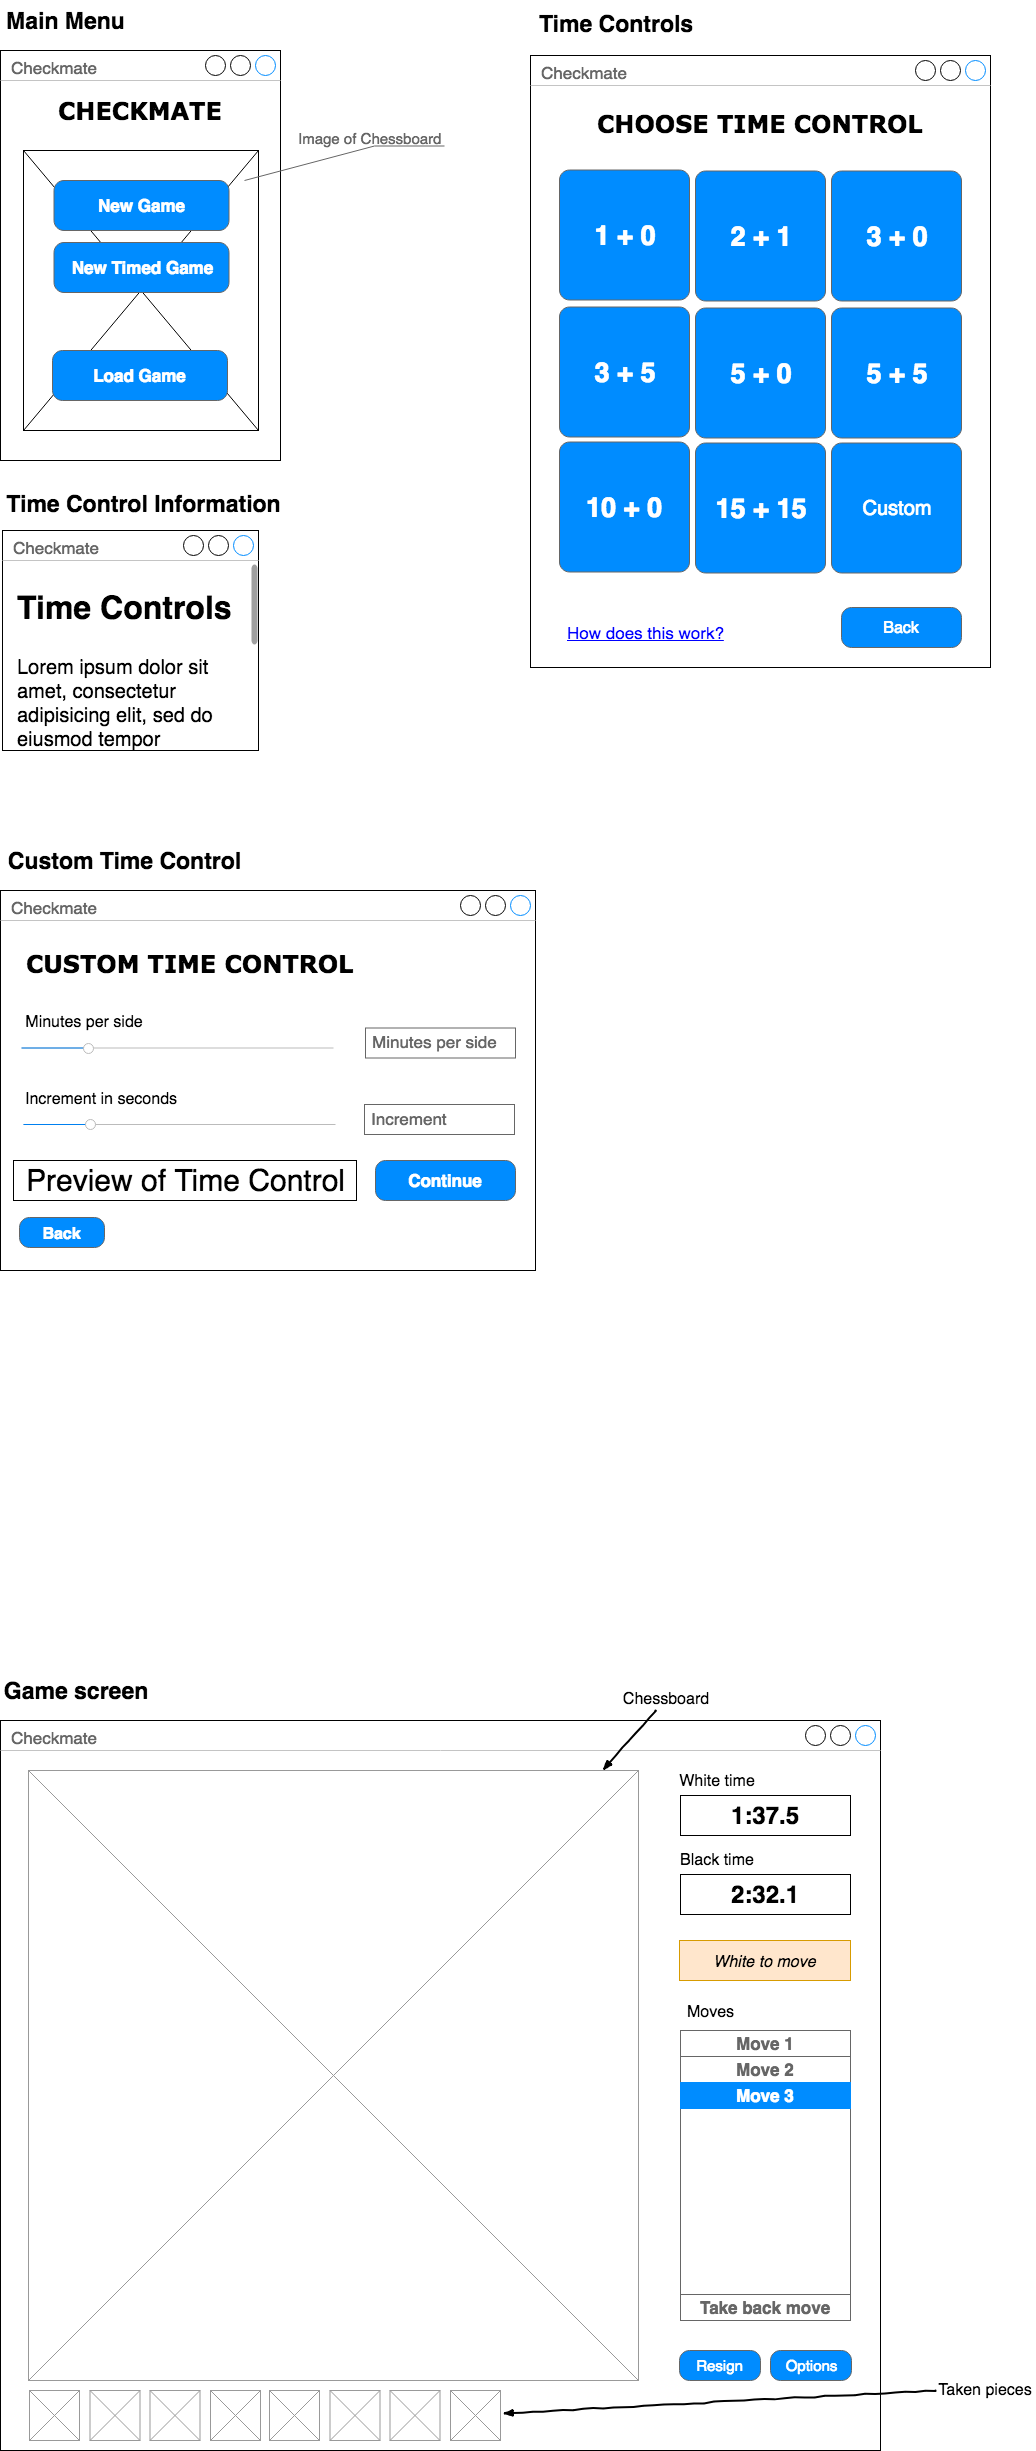 Main Menu
Checkmate
CHECKMATE
Image of Chessboard
New Game
New Timed Game
Load Game
Time Controls
Checkmate
CHOOSE TIME CONTROL
1 + 0
2 + 1
3 + 0
3 + 5
5 + 0
5 + 5
10 + 0
15 + 15
Custom
How does this work?
Back
Time Control Information
Checkmate
Time Controls
Lorem ipsum dolor sit
amet, consectetur
adipisicing elit, sed do
eiusmod tempor
Custom Time Control
Checkmate
CUSTOM TIME CONTROL
Minutes per side
Minutes per side
Increment in seconds
Increment
Preview of Time Control
Continue
Back
Game screen
Chessboard
Checkmate
White time
1:37.5
Black time
2:32.1
White to move
Moves
Move 1
Move 2
Move 3
Take back move
Resign
Options
Taken pieces